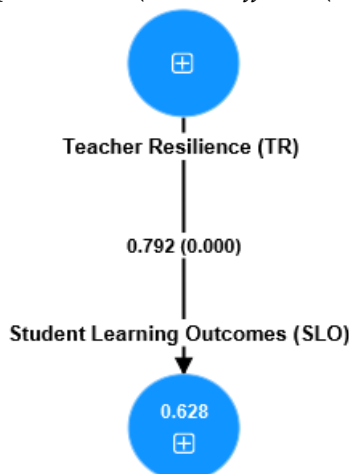 Teacher Resilience (TR)
0.792 (0.000)
Student Learning Outcomes (SLO)
0.628